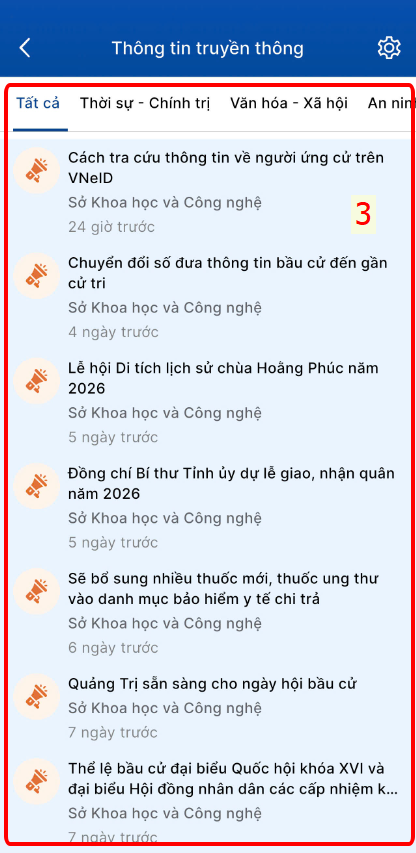 Thông tin truyền thông
Tất cả Thời sự - Chính trị Văn hóa - Xã hội An ninh
Cách tra cứu thông tin về người ứng cử trên
VNeID
Sở Khoa học và Công nghệ
3
24 giờ trước
Chuyển đổi số đưa thông tin bầu cử đến gần
cử tri
Sở Khoa học và Công nghệ
4 ngày trước
Lễ hội Di tích lịch sử chùa Hoằng Phúc năm
2026
Sở Khoa học và Công nghệ
5 ngày trước
Đồng chí Bí thư Tỉnh ủy dự lễ giao, nhận quân
năm 2026
Sở Khoa học và Công nghệ
5 ngày trước
Sẽ bổ sung nhiều thuốc mới, thuốc ung thư
vào danh mục bảo hiểm y tế chi trả
Sở Khoa học và Công nghệ
6 ngày trước
Quảng Trị sẵn sàng cho ngày hội bầu cử
Sở Khoa học và Công nghệ
7 ngày trước
Thể lệ bầu cử đại biểu Quốc hội khóa XVI và
đại biểu Hội đồng nhân dân các cấp nhiệm k...
Sở Khoa học và Công nghệ
7 ngày trước